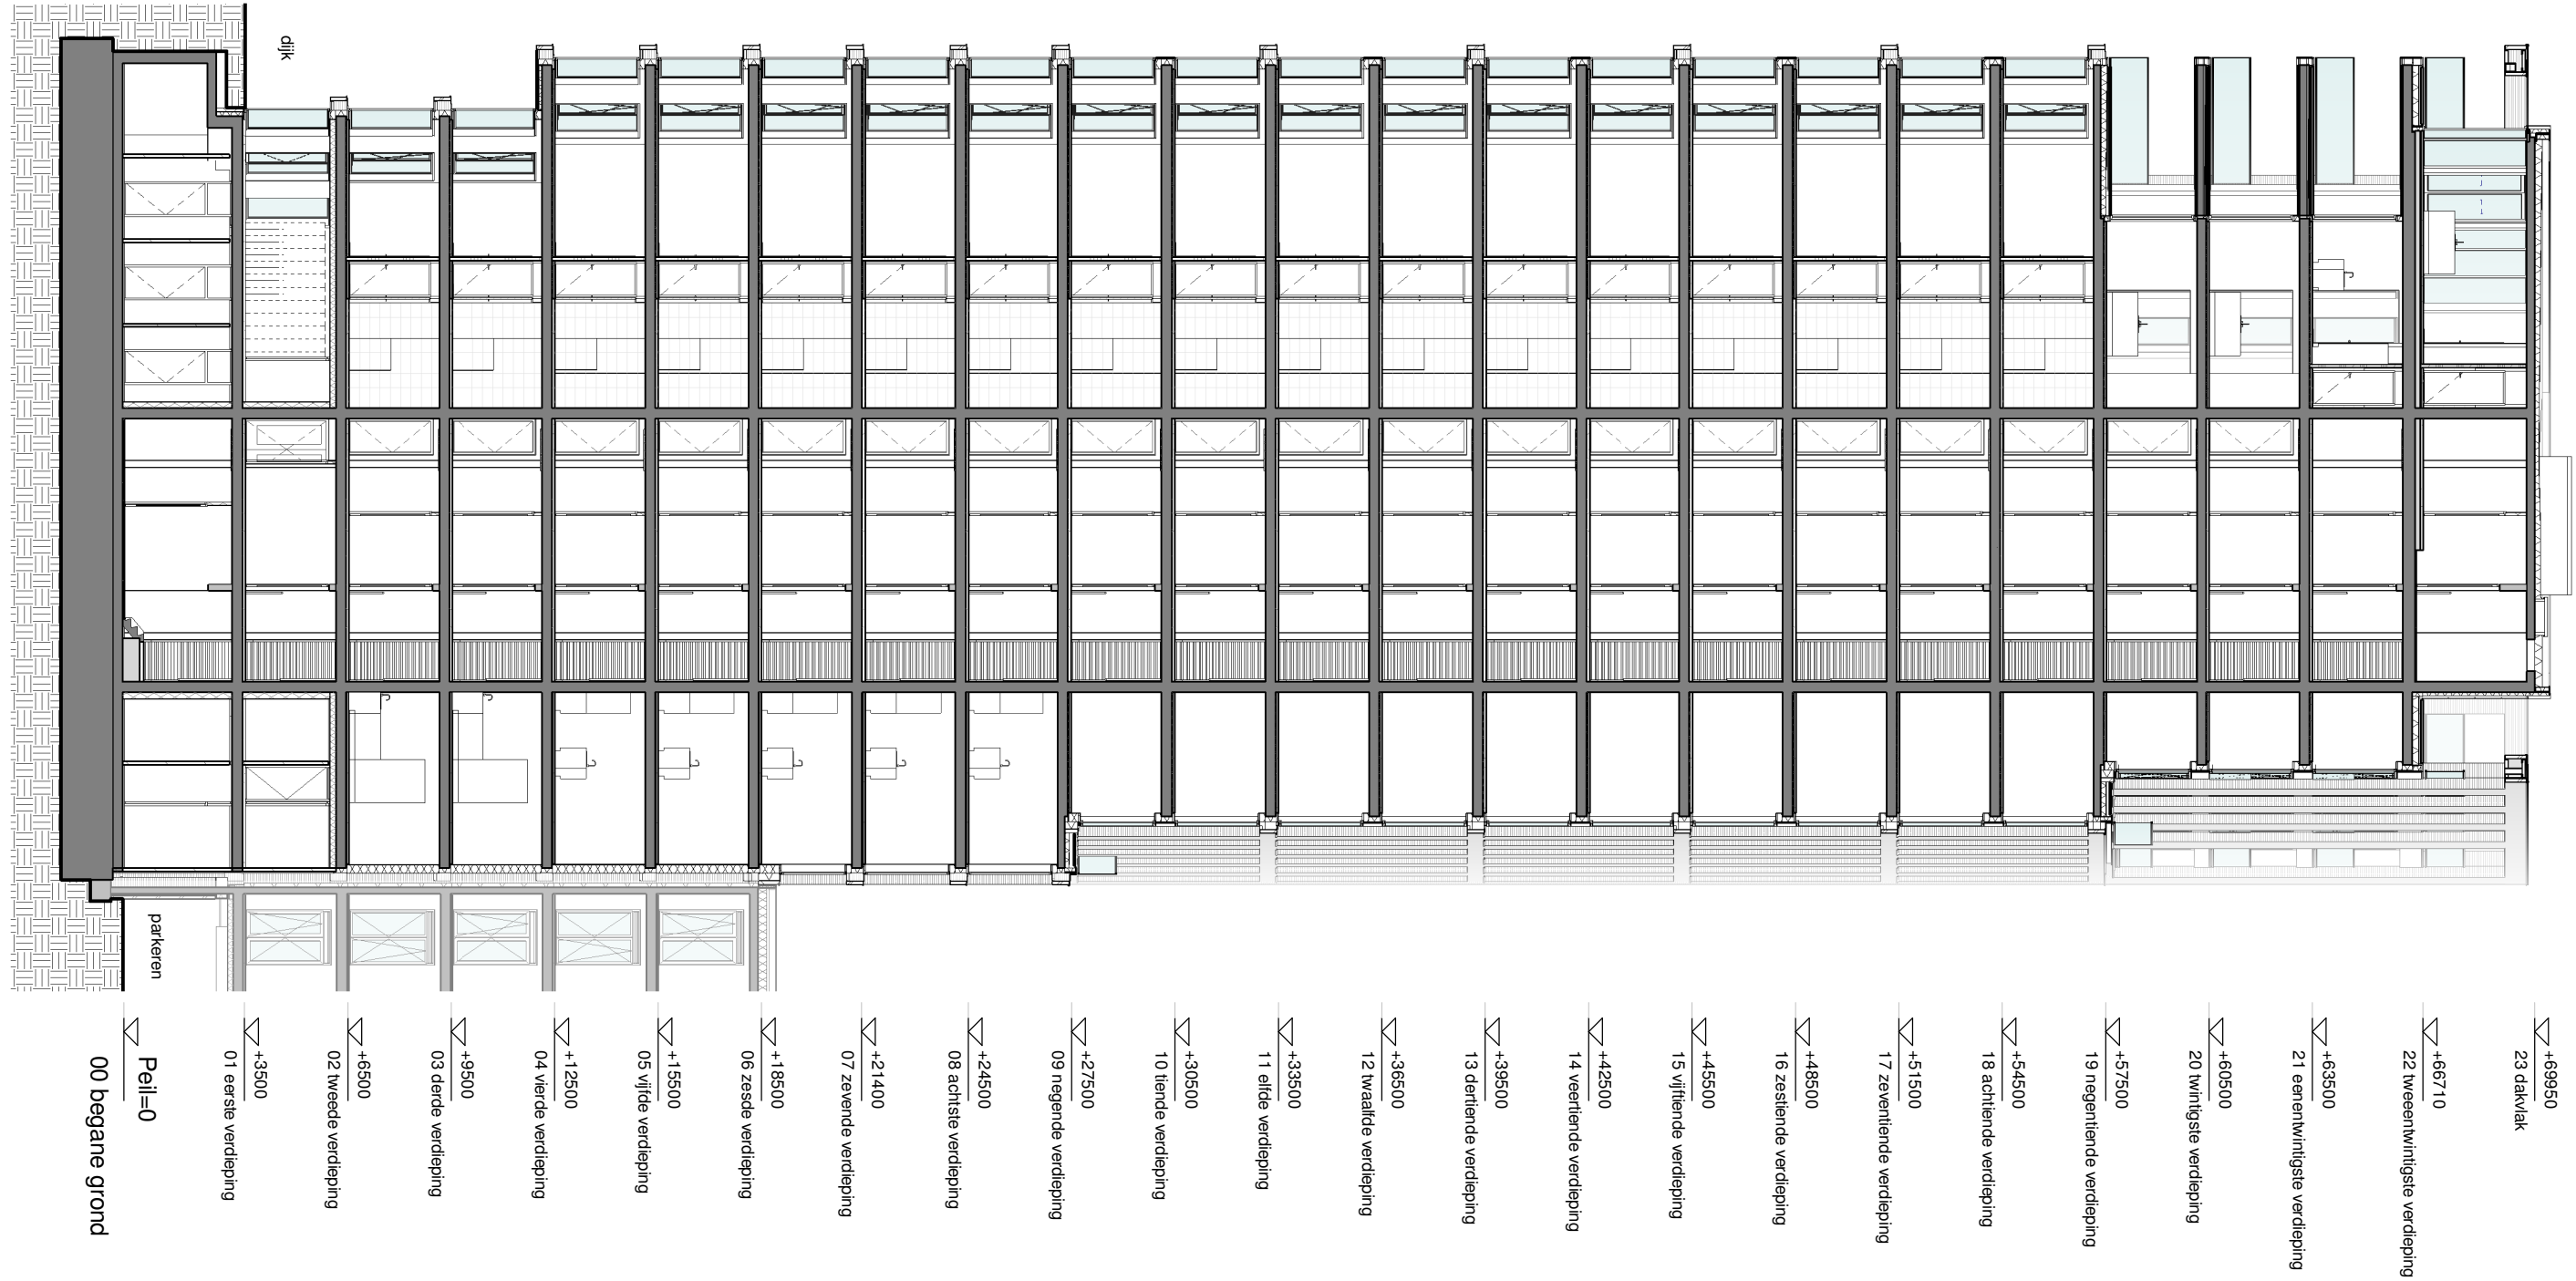 dijk
parkeren
Peil=0
00 begane grond
+3500
01 eerste verdieping
+6500
02 tweede verdieping
+9500
03 derde verdieping
+12500
04 vierde verdieping
+15500
05 vijfde verdieping
+18500
06 zesde verdieping
+21400
07 zevende verdieping
+24500
08 achtste verdieping
+27500
09 negende verdieping
+30500
10 tiende verdieping
+33500
11 elfde verdieping
+36500
12 twaalfde verdieping
+39500
13 dertiende verdieping
+42500
14 veertiende verdieping
+45500
15 vijftiende verdieping
+48500
16 zestiende verdieping
+51500
17 zeventiende verdieping
+54500
18 achtiende verdieping
+57500
19 negentiende verdieping
+60500
20 twintigste verdieping
+63500
21 eenentwintigste verdieping
+66710
22 tweeentwintigste verdieping
+69950
23 dakvlak